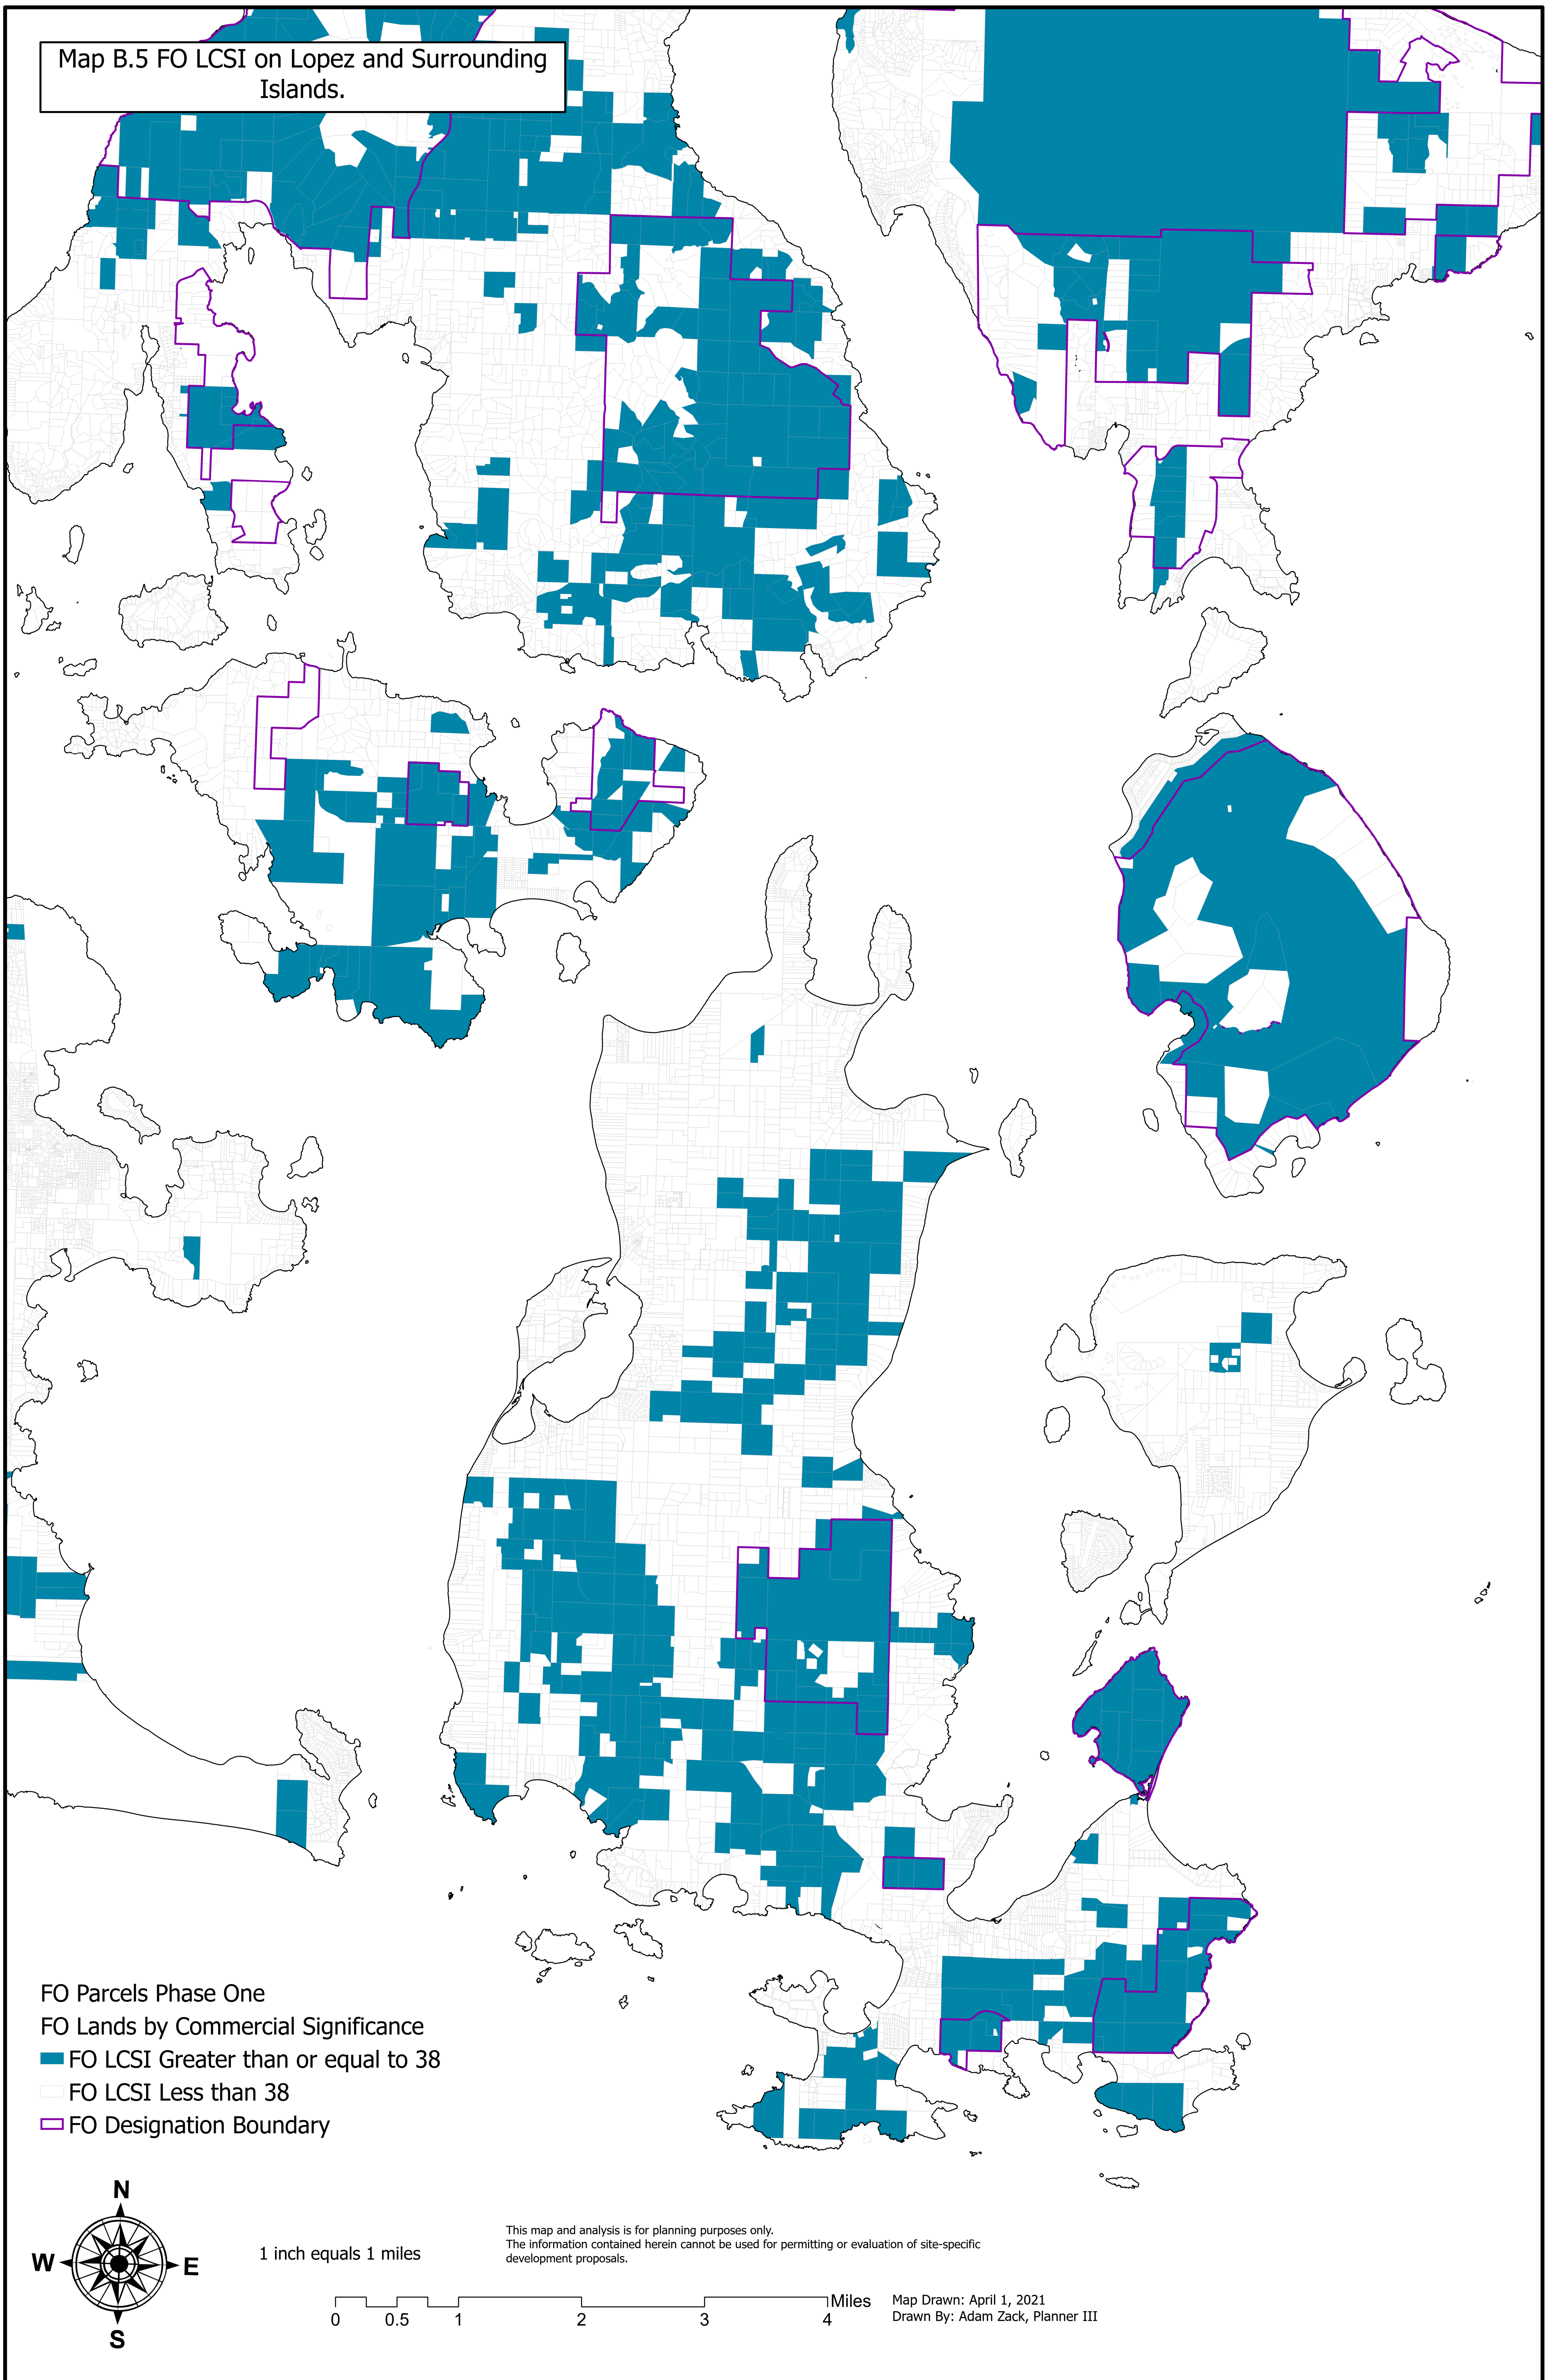 Map B.5 FO LCSI on Lopez and Surrounding
Islands.
FO Parcels Phase One
FO Lands by Commercial Significance
FO LCSI Greater than or equal to 38
FO LCSI Less than 38
FO Designation Boundary
N
W
E
S
1 inch equals 1 miles
This map and analysis is for planning purposes only.
The information contained herein cannot be used for permitting or evaluation of site-specific
development proposals.
Miles
0 0.5 1 2 3 4
Map Drawn: April 1, 2021
Drawn By: Adam Zack, Planner III